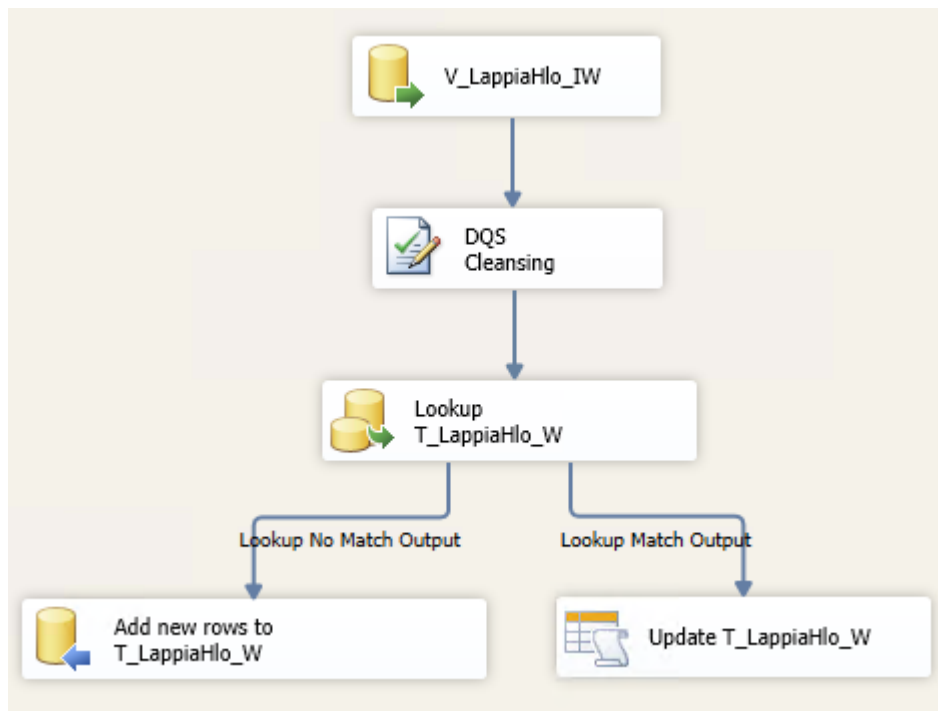 V_LappiaHlo_IW
DQS
Cleansing
Lookup
T_LappiaHlo_W
Lookup No Match Output
Lookup Match Output
Add new rows to
T_LappiaHlo_W
Update T_LappiaHlo_W